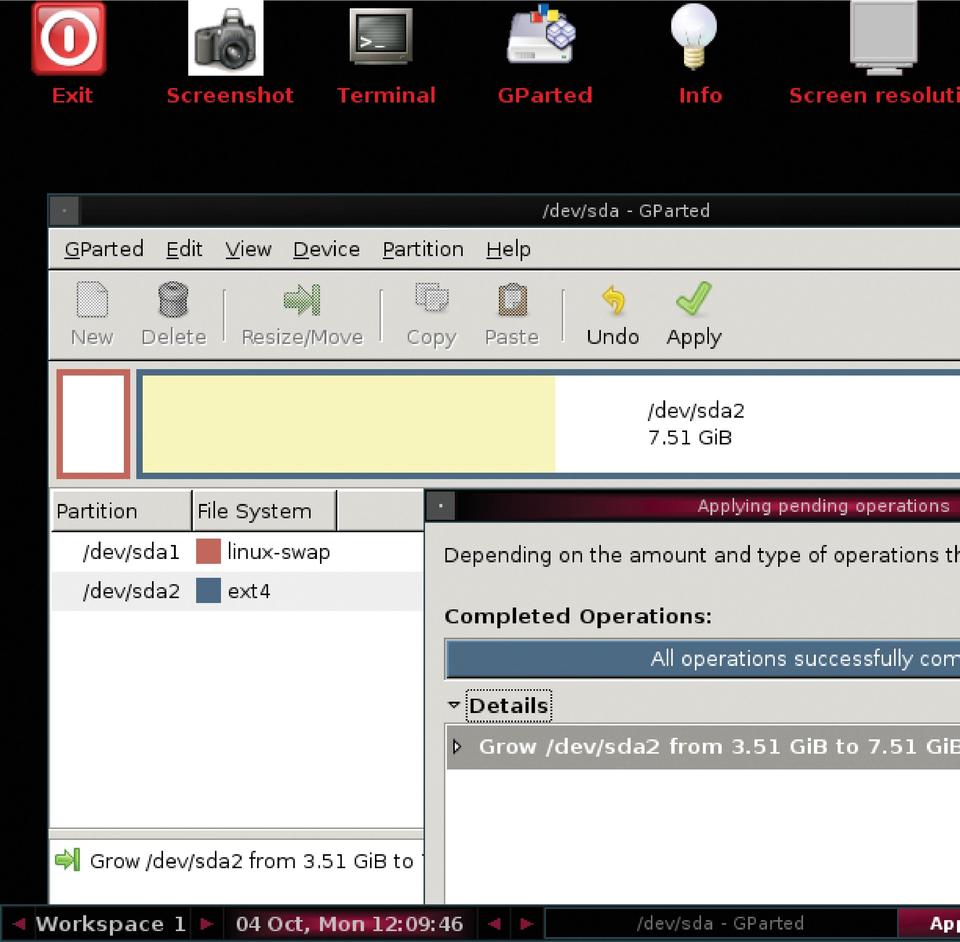 Exit Screenshot Terminal GParted Info Screen resoluti
/dev/sda - GParted
GParted Edit View Device Partition Help
New Delete Resize/Move Copy Paste Undo Apply
/dev/sda2
7.51 GiB
Partition File System
/dev/sda1 linux-swap
/dev/sda2 ext4
Applying pending operations
Depending on the amount and type of operations th
Completed Operations:
All operations successfully com
Details
Grow /dev/sda2 from 3.51 GiB to 7.51 GiB
Grow /dev/sda2 from 3.51 GiB to
Workspace 1 04 Oct, Mon 12:09:46 /dev/sda - GParted App